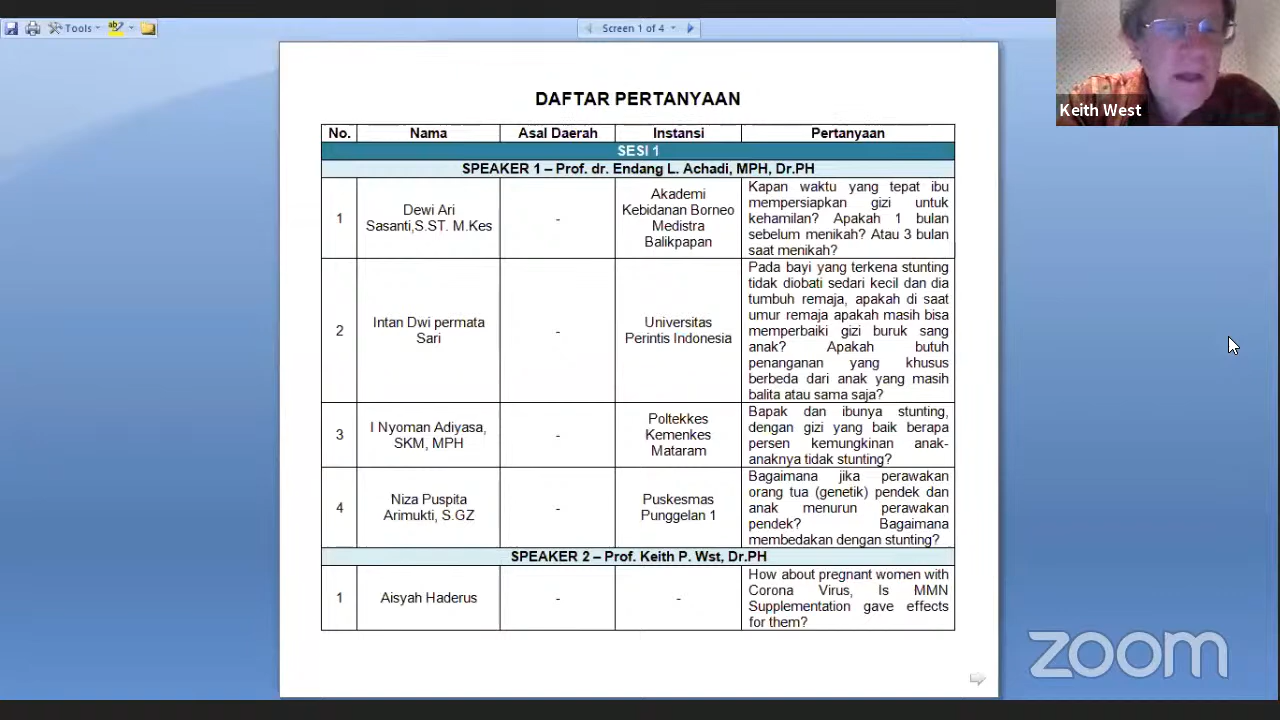 Tools
Screen 1 of 4
Keith West
DAFTAR PERTANYAAN
No. Nama Asal Daerah Instansi Pertanyaan
SESI 1
SPEAKER 1 – Prof. dr. Endang L. Achadi, MPH, Dr.PH
1
Dewi Ari
Sasanti,S.ST. M.Kes
-
Akademi
Kebidanan Borneo
Medistra
Balikpapan
Kapan waktu yang tepat ibu
mempersiapkan gizi untuk
kehamilan? Apakah 1 bulan
sebelum menikah? Atau 3 bulan
saat menikah?
2
Intan Dwi permata
Sari
-
Universitas
Perintis Indonesia
Pada bayi yang terkena stunting
tidak diobati sedari kecil dan dia
tumbuh remaja, apakah di saat
umur remaja apakah masih bisa
memperbaiki gizi buruk sang
anak? Apakah butuh
penanganan yang khusus
berbeda dari anak yang masih
balita atau sama saja?
3
I Nyoman Adiyasa,
SKM, MPH
-
Poltekkes
Kemenkes
Mataram
Bapak dan ibunya stunting,
dengan gizi yang baik berapa
persen kemungkinan anak-
anaknya tidak stunting?
4
Niza Puspita
Arimukti, S.GZ
-
Puskesmas
Punggelan 1
Bagaimana jika perawakan
orang tua (genetik) pendek dan
anak menurun perawakan
pendek? Bagaimana
membedakan dengan stunting?
SPEAKER 2 – Prof. Keith P. Wst, Dr.PH
1
Aisyah Haderus
-
-
How about pregnant women with
Corona Virus, Is MMN
Supplementation gave effects
for them?
zoom